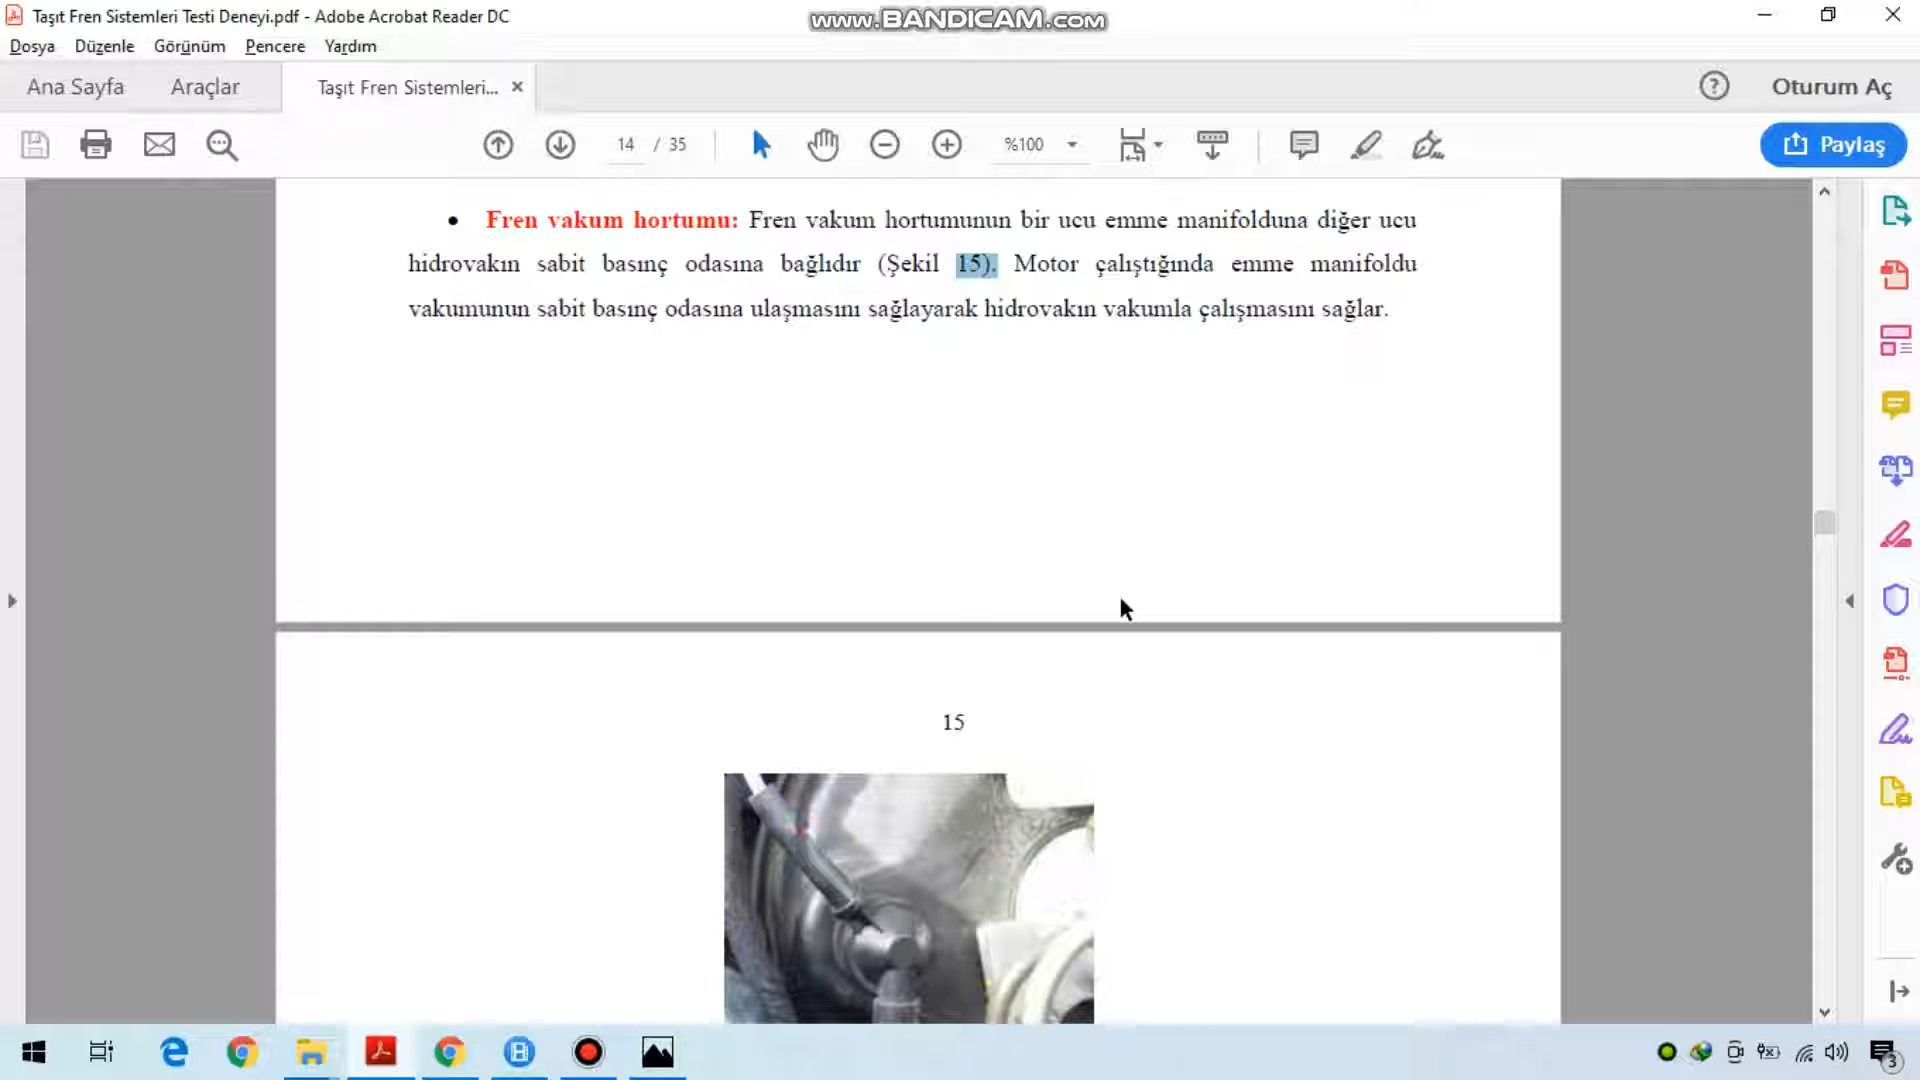 Taşıt Fren Sistemleri Testi Deneyi.pdf - Adobe Acrobat Reader DC
www.BANDICAM.com
Dosya Düzenle Görünüm Pencere Yardım
Ana Sayfa Araçlar Taşıt Fren Sistemleri... Oturum Aç
14 / 35 %100 Paylaş
• Fren vakum hortumu: Fren vakum hortumunun bir ucu emme manifolduna diğer ucu
hidrovakın sabit basınç odasına bağlıdır (Şekil 15). Motor çalıştığında emme manifoldu
vakumunun sabit basınç odasına ulaşmasını sağlayarak hidrovakın vakumla çalışmasını sağlar.
15
3